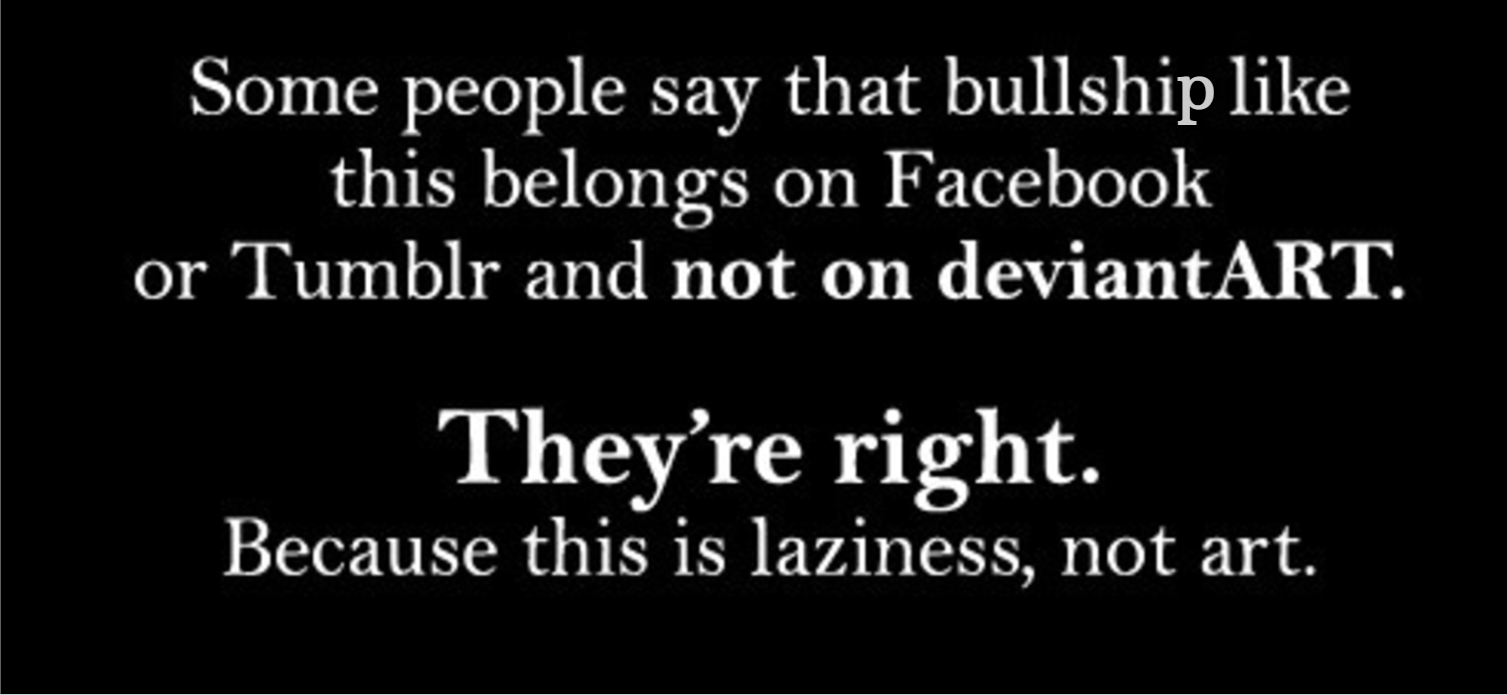 Some people say that bullship like
this belongs on Facebook
or Tumblr and not on deviantART.
They're right.
Because this is laziness, not art.